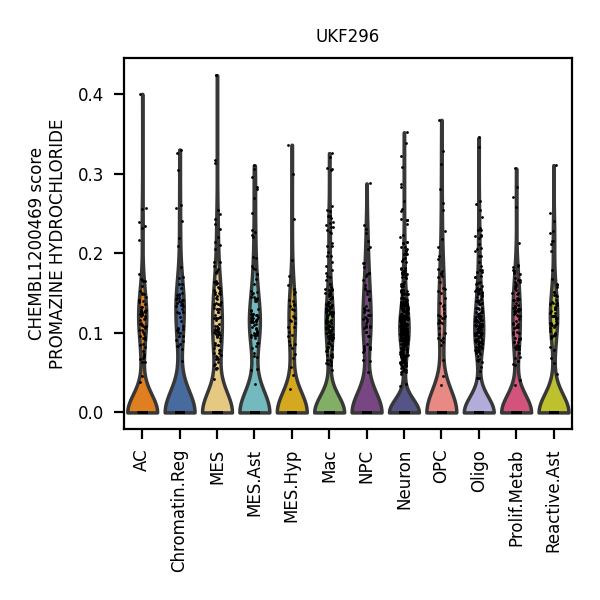 UKF296
CHEMBL1200469 score
PROMAZINE HYDROCHLORIDE
0.4
0.3
0.2
0.1
0.0
AC
Chromatin.Reg
MES
MES.Ast
MES.Hyp
Mac
NPC
Neuron
OPC
Oligo
Prolif.Metab
Reactive.Ast